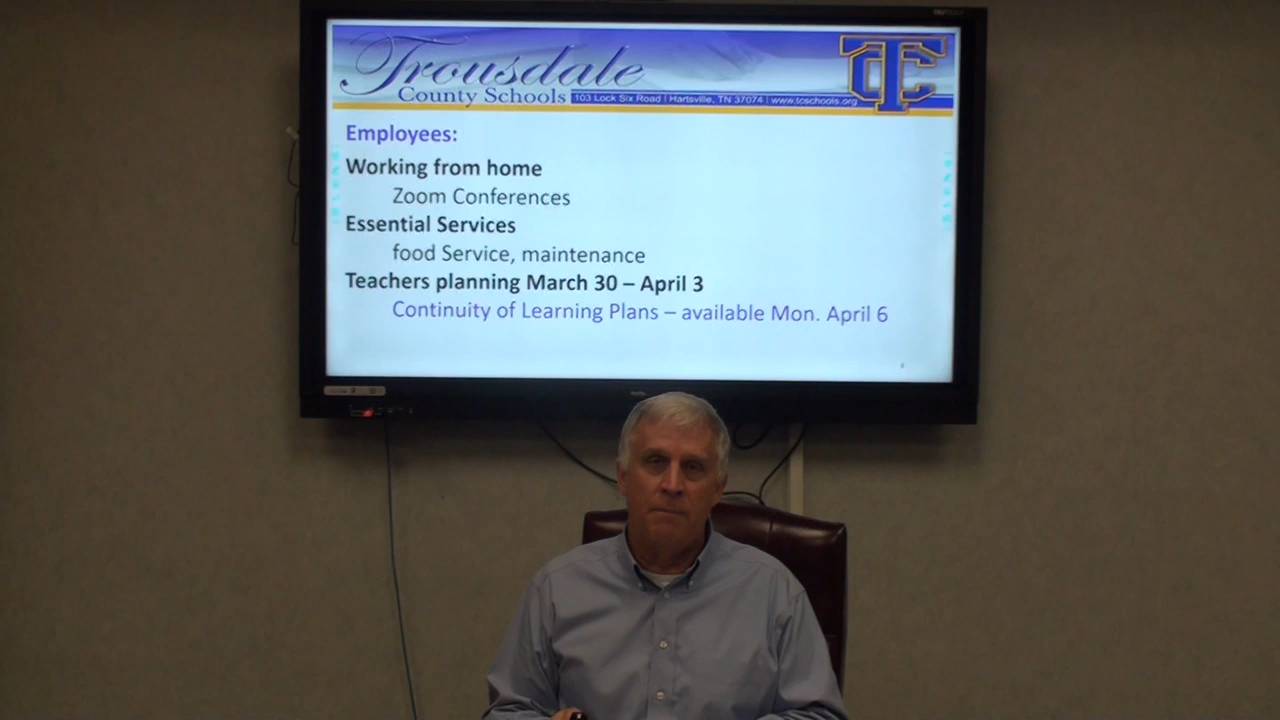 Trousdale
County Schools 103 Lock Six Road | Hartsville, TN 37074 | www.tcschools.org
TC
Employees:
Working from home
Zoom Conferences
Essential Services
food Service, maintenance
Teachers planning March 30 – April 3
Continuity of Learning Plans – available Mon. April 6